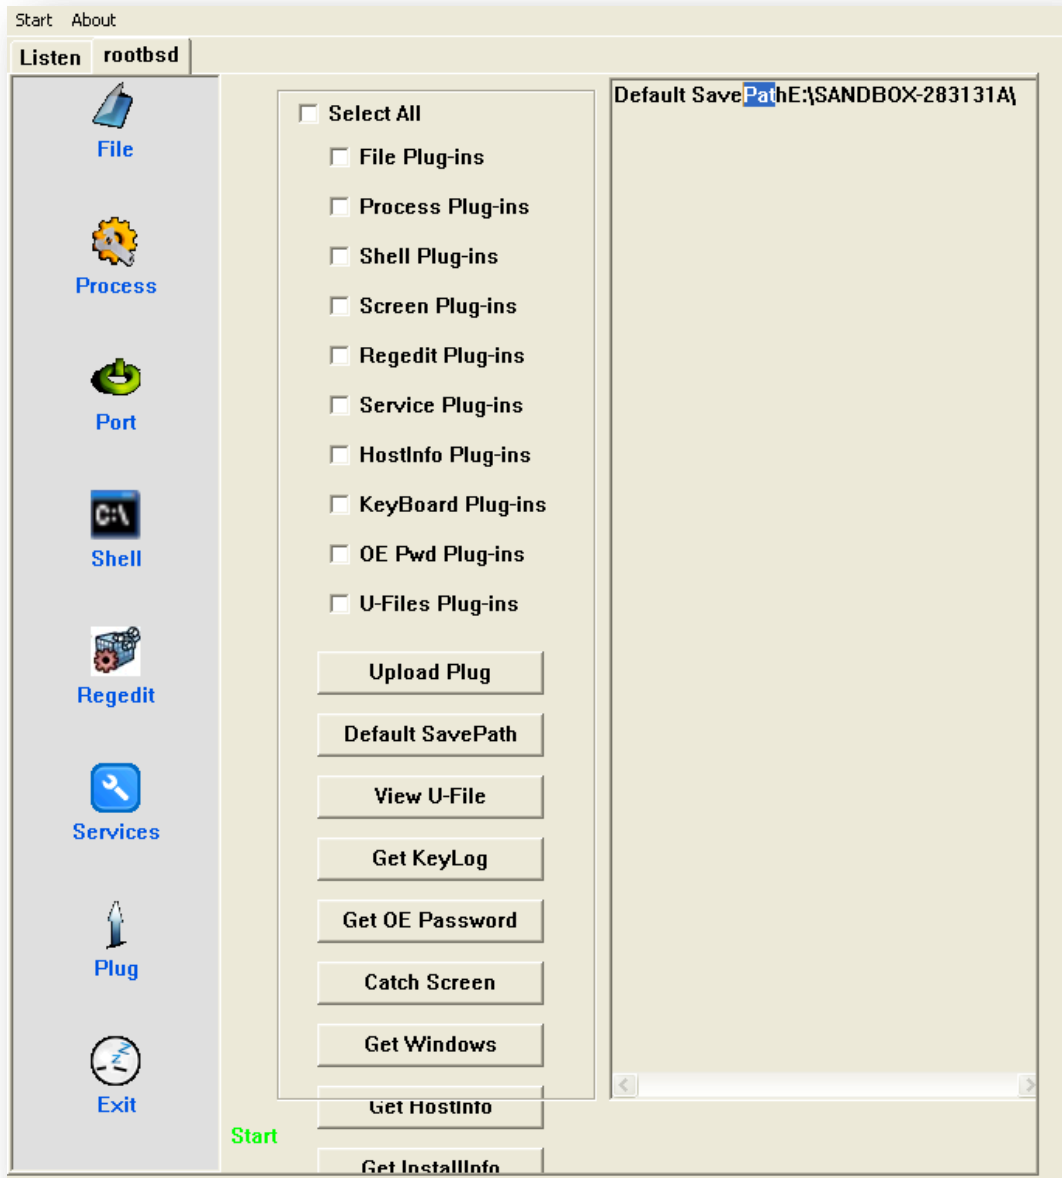 Start About
Listen rootbsd
File
Process
Port
C:\
Shell
Regedit
Services
Plug
Exit
Select All
File Plug-ins
Process Plug-ins
Shell Plug-ins
Screen Plug-ins
Regedit Plug-ins
Service Plug-ins
HostInfo Plug-ins
KeyBoard Plug-ins
OE Pwd Plug-ins
U-Files Plug-ins
Upload Plug
Default SavePath
View U-File
Get KeyLog
Get OE Password
Catch Screen
Get Windows
Get HostInfo
Get InstallInfo
Start
Default SavePathE:\SANDBOX-283131A\